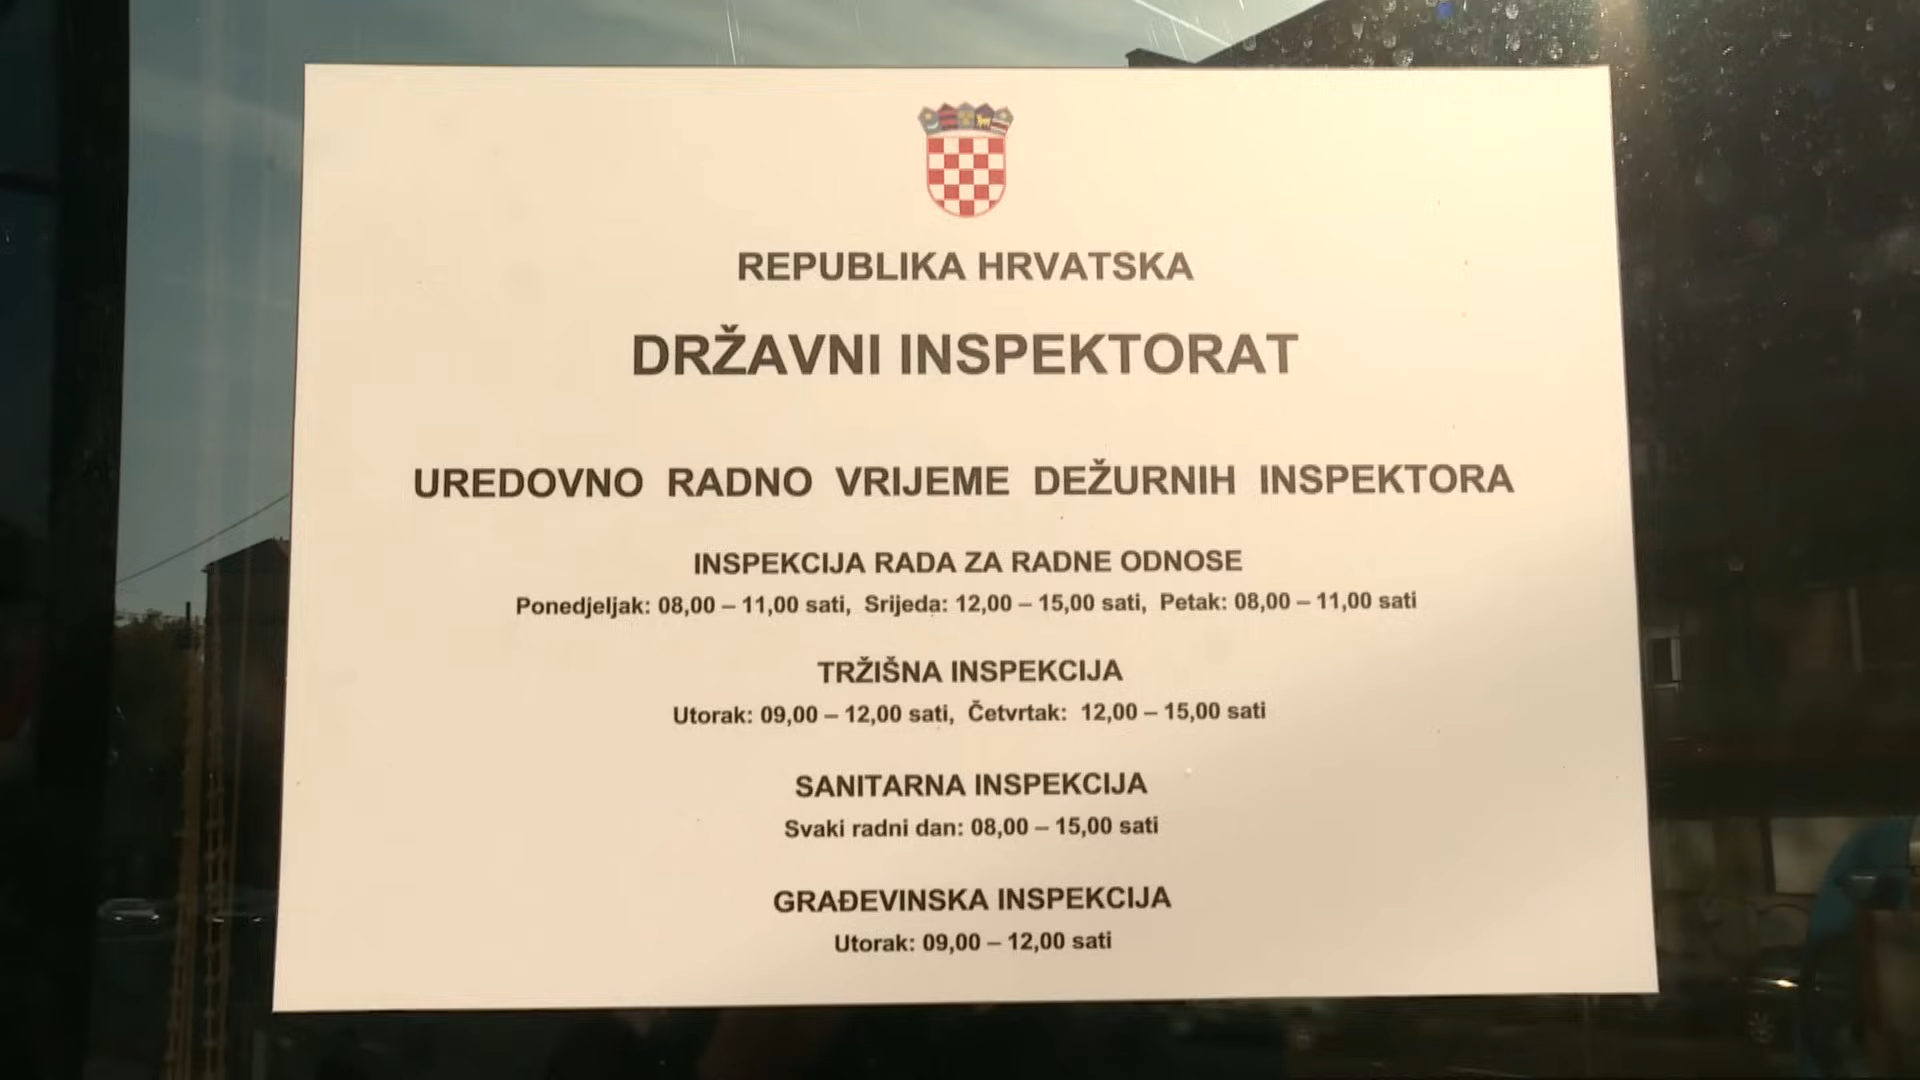 REPUBLIKA HRVATSKA
DRŽAVNI INSPEKTORAT
UREDOVNO RADNO VRIJEME DEŽURNIH INSPEKTORA
INSPEKCIJA RADA ZA RADNE ODNOSE
Ponedjeljak: 08,00 – 11,00 sati, Srijeda: 12,00 – 15,00 sati, Petak: 08,00 – 11,00 sati
TRŽIŠNA INSPEKCIJA
Utorak: 09,00 – 12,00 sati, Četvrtak: 12,00 – 15,00 sati
SANITARNA INSPEKCIJA
Svaki radni dan: 08,00 – 15,00 sati
GRAĐEVINSKA INSPEKCIJA
Utorak: 09,00 – 12,00 sati